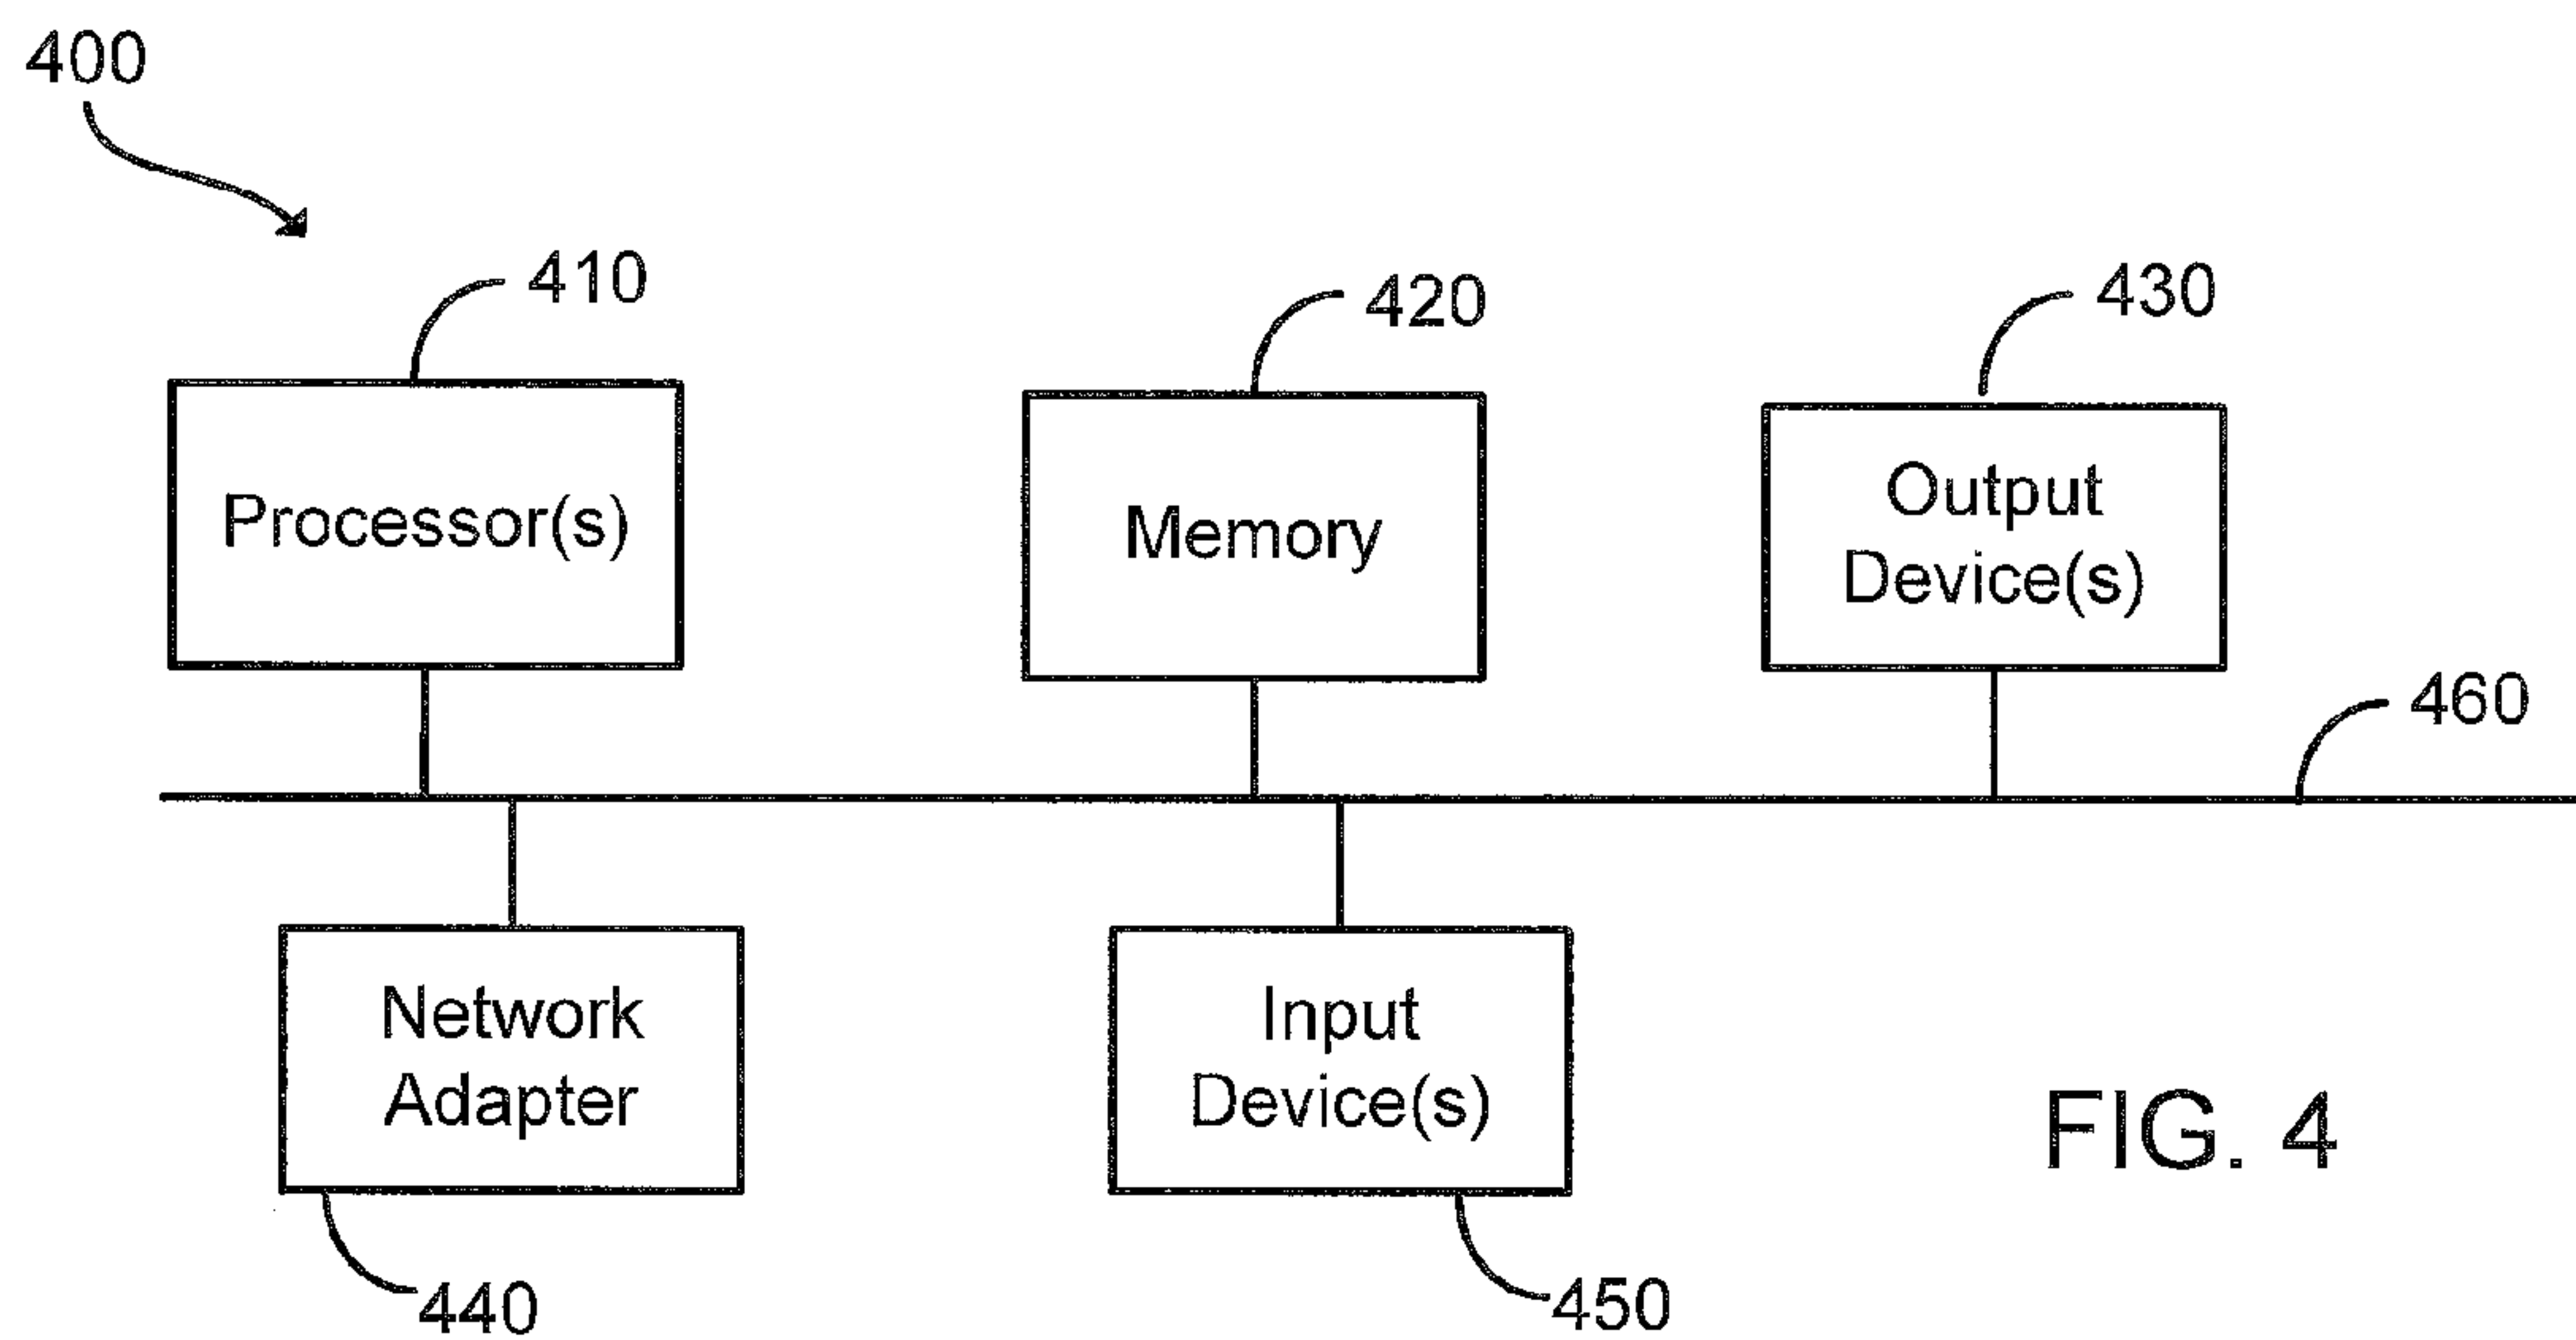 400
410
420
430
Processor(s)
Memory
Output
Device(s)
460
Network
Adapter
Input
Device(s)
FIG. 4
440
450